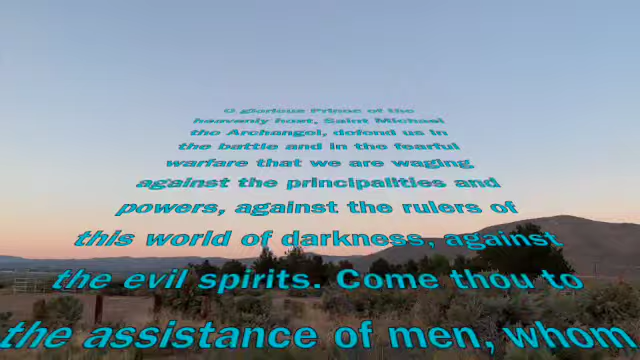 O glorious Prince of the
heavenly host, Saint Michael
the Archangel, defend us in
the battle and in the fearful
warfare that we are waging
against the principalities and
powers, against the rulers of
this world of darkness, against
the evil spirits. Come thou to
the assistance of men, whom